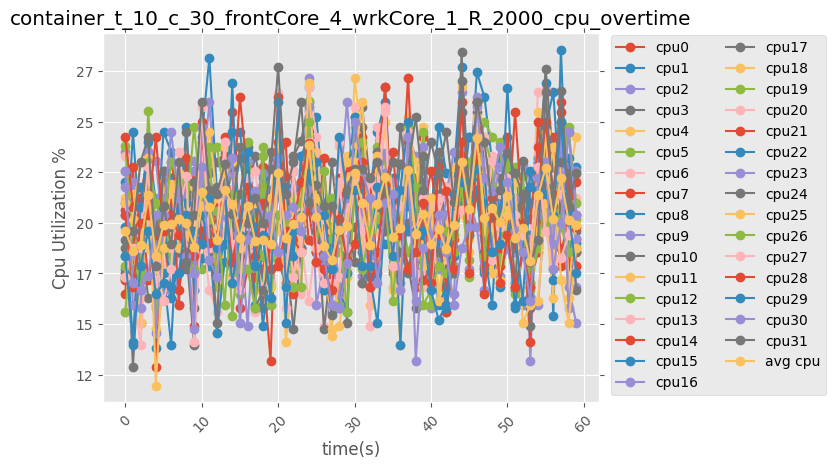 container_t_10_c_30_frontCore_4_wrkCore_1_R_2000_cpu_overtime
Cpu Utilization %
27
25
22
20
17
15
12
0
10
20
30
40
50
60
time(s)
cpu0
cpu1
cpu2
cpu3
cpu4
cpu5
cpu6
cpu7
cpu8
cpu9
cpu10
cpu11
cpu12
cpu13
cpu14
cpu15
cpu16
cpu17
cpu18
cpu19
cpu20
cpu21
cpu22
cpu23
cpu24
cpu25
cpu26
cpu27
cpu28
cpu29
cpu30
cpu31
avg cpu